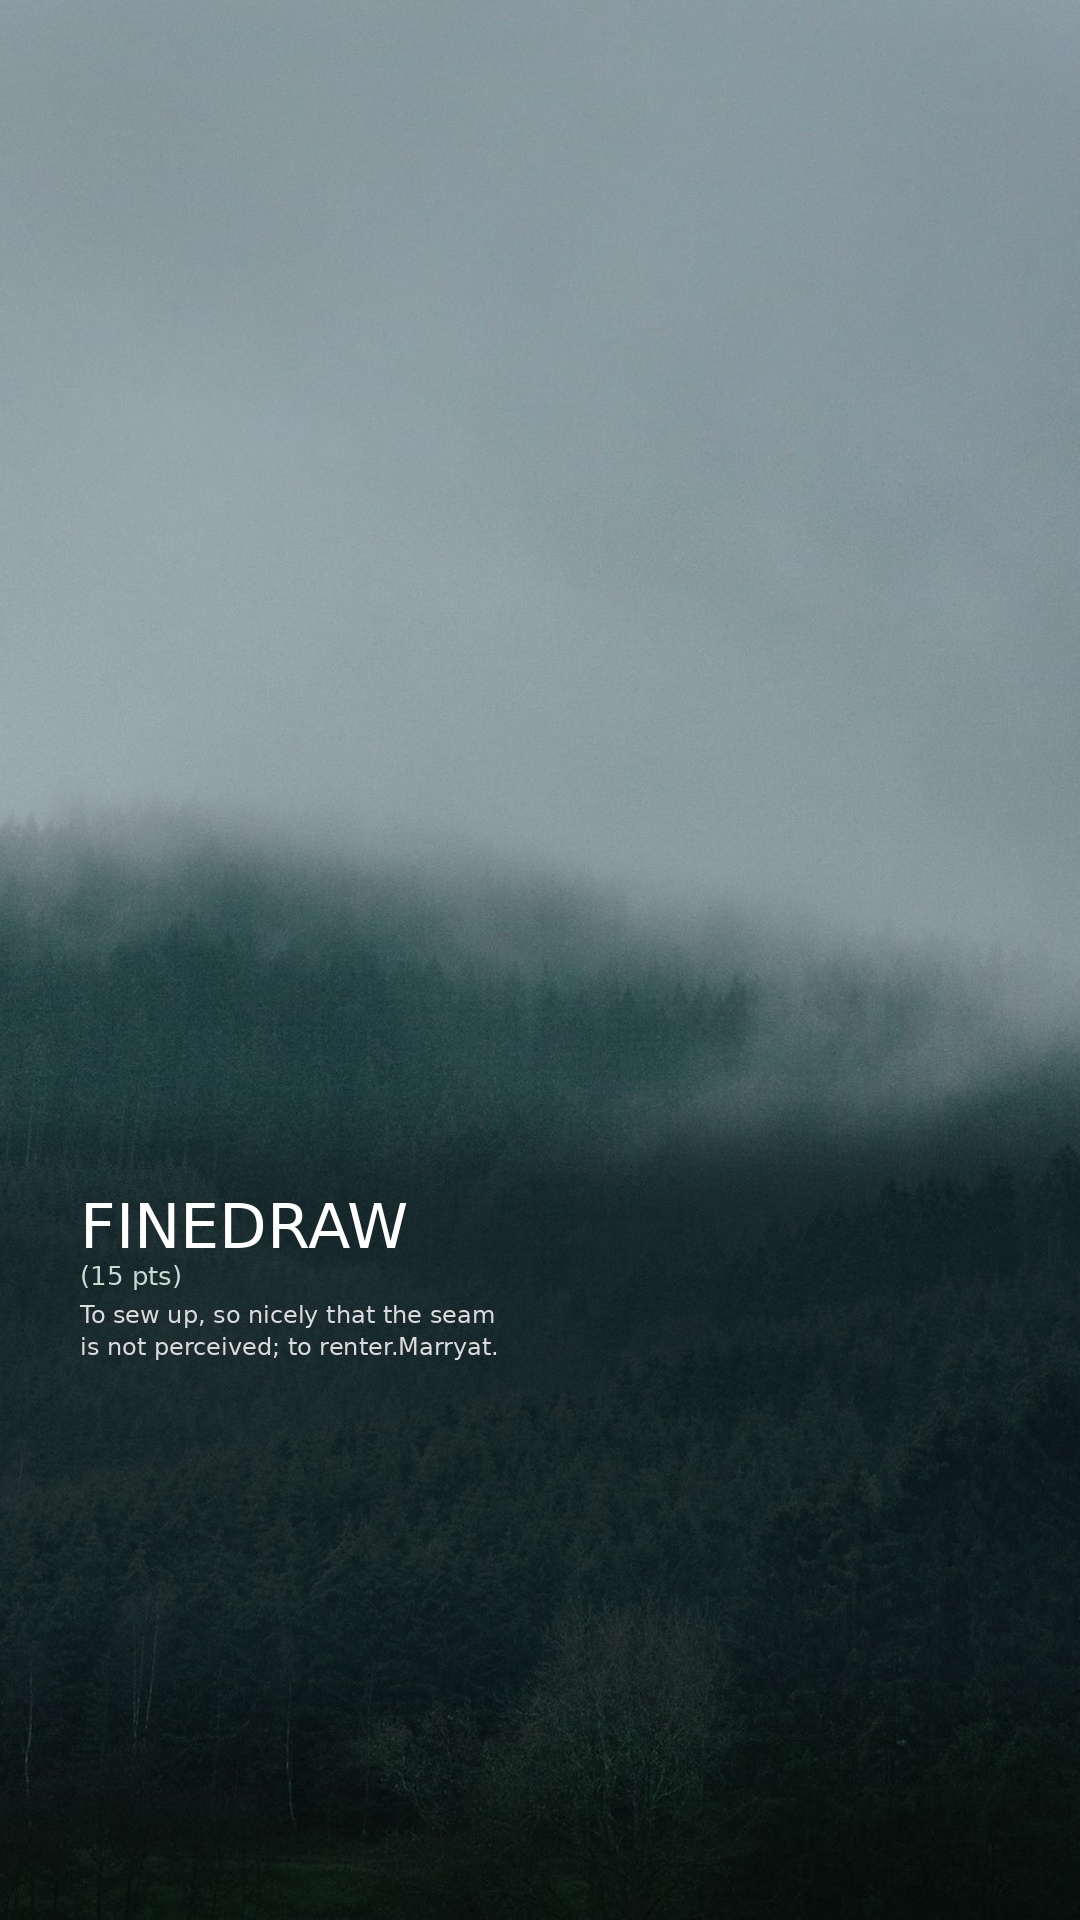 FINEDRAW
(15 pts)
To sew up, so nicely that the seam
is not perceived; to renter.Marryat.